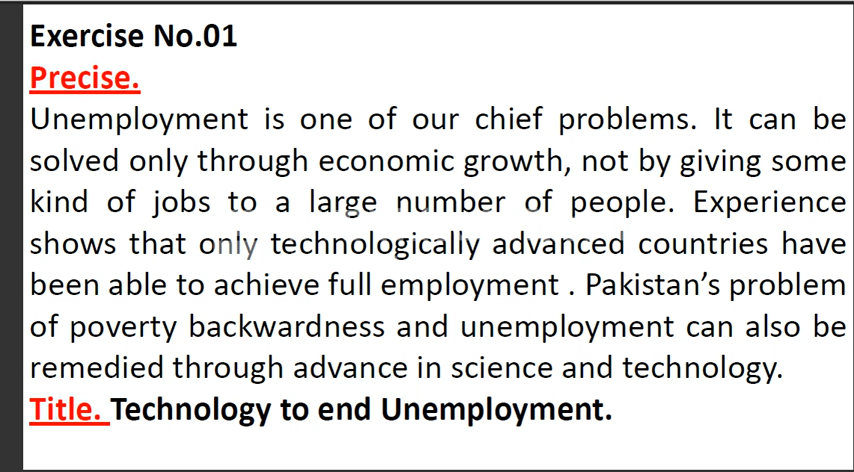 Exercise No.01
Precise.
Unemployment is one of our chief problems. It can be
solved only through economic growth, not by giving some
kind of jobs to a large number of people. Experience
shows that only technologically advanced countries have
been able to achieve full employment . Pakistan’s problem
of poverty backwardness and unemployment can also be
remedied through advance in science and technology.
Title. Technology to end Unemployment.